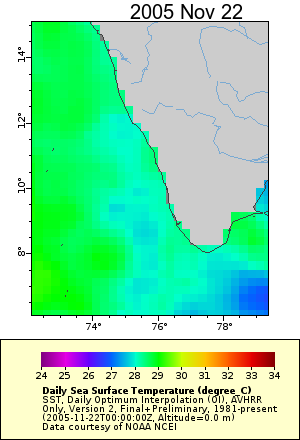 2005 Nov 22
14°
12°
10°
8°
74°
76°
78°
24 25 26 27 28 29 30 31 32 33 34
Daily Sea Surface Temperature (degree_C)
SST, Daily Optimum Interpolation (OI), AVHRR
Only, Version 2, Final+Preliminary, 1981-present
(2005-11-22T00:00:00Z, Altitude=0.0 m)
Data courtesy of NOAA NCEI